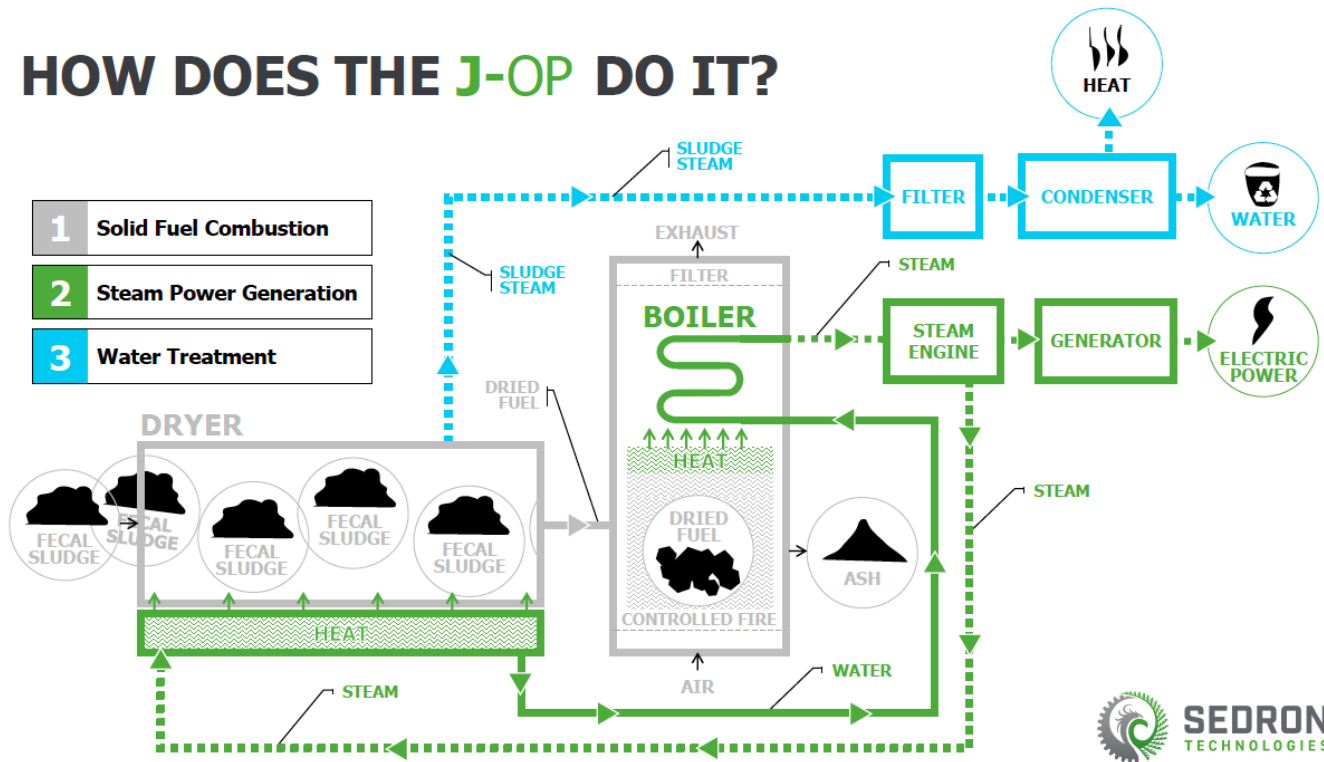 HOW DOES THE J-OP DO IT?
HEAT
SLUDGE
STEAM
FILTER
CONDENSER
WATER
1 Solid Fuel Combustion
2 Steam Power Generation
3 Water Treatment
EXHAUST
FILTER
SLUDGE
STEAM
STEAM
BOILER
STEAM
ENGINE
GENERATOR
ELECTRIC
POWER
DRIED
FUEL
DRYER
HEAT
FECAL
SLUDGE
FECAL
SLUDGE
FECAL
SLUDGE
FECAL
SLUDGE
FECAL
SLUDGE
DRIED
FUEL
ASH
STEAM
CONTROLLED FIRE
HEAT
AIR
WATER
STEAM
SEDRON
TECHNOLOGIES